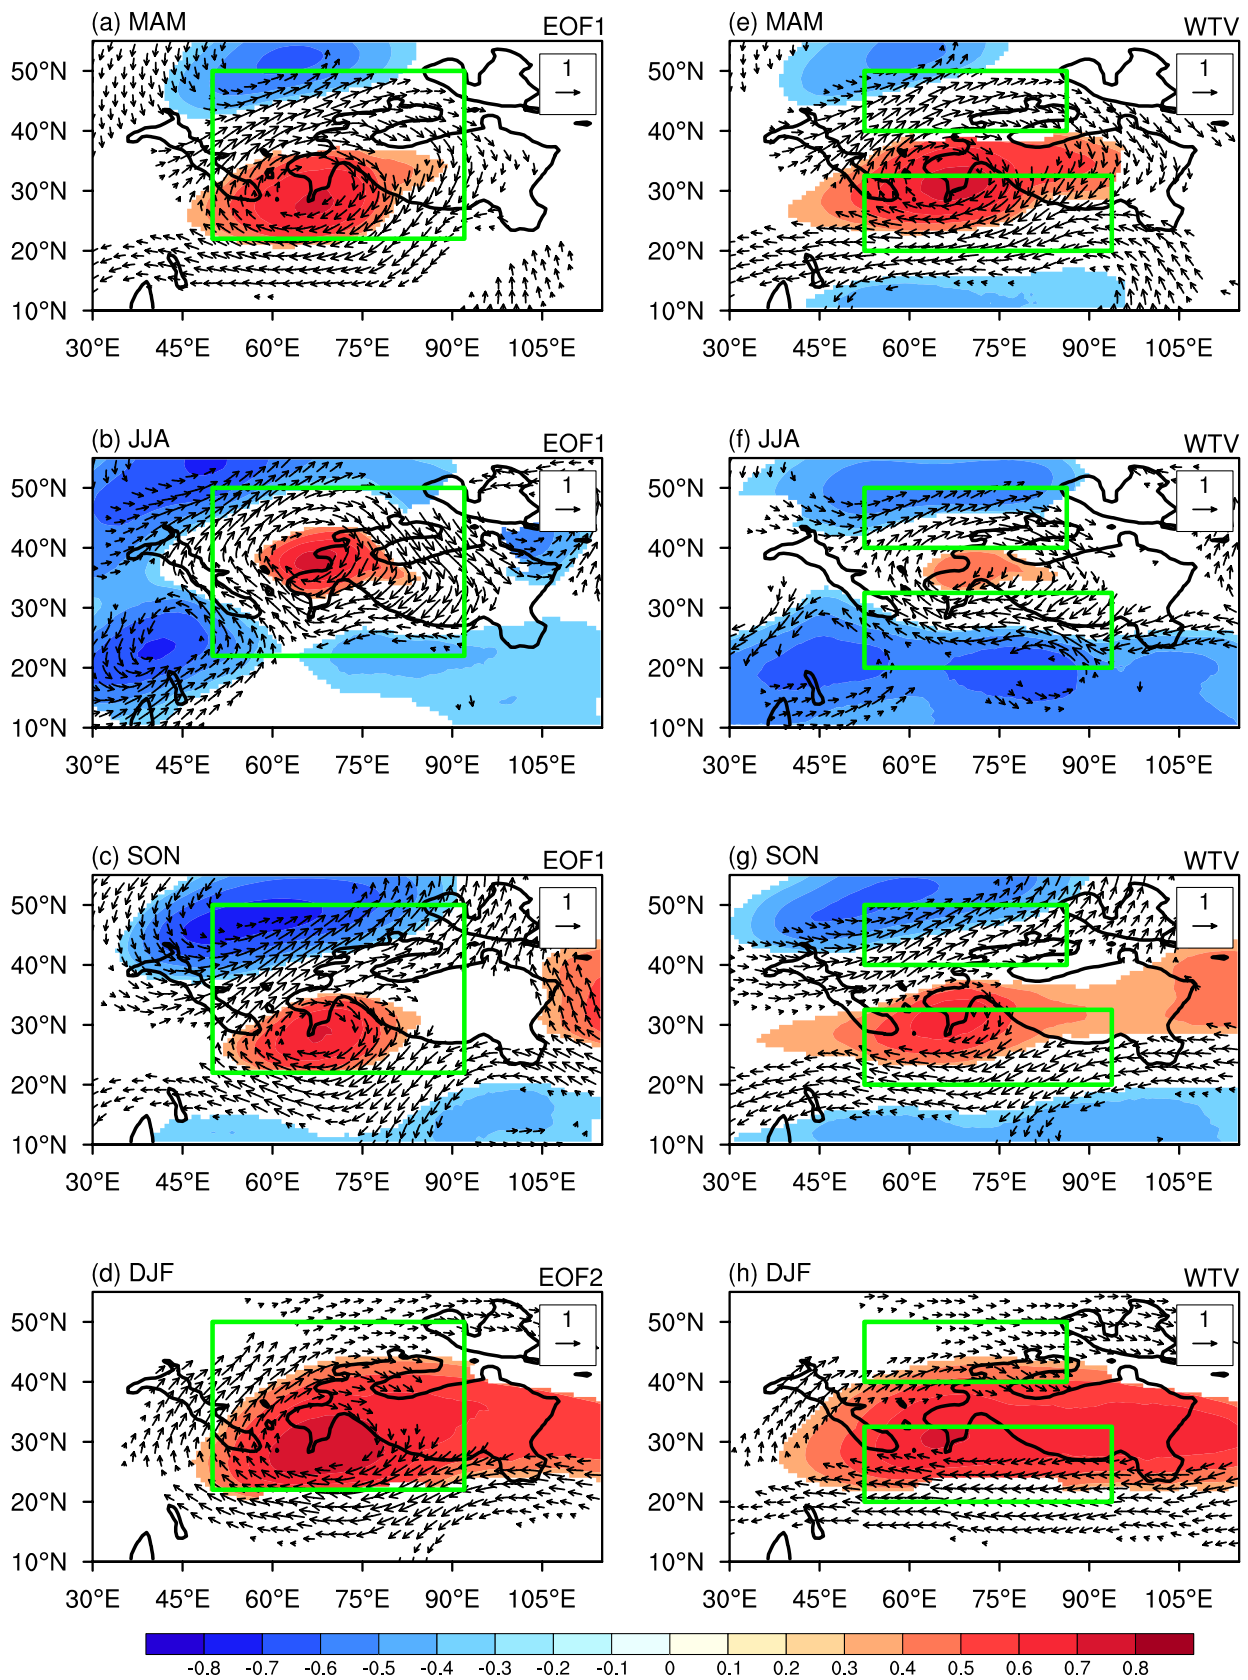 (a) MAM EOF1
1
50°N
40°N
30°N
20°N
10°N
30°E 45°E 60°E 75°E 90°E 105°E
(e) MAM WTV
1
50°N
40°N
30°N
20°N
10°N
30°E 45°E 60°E 75°E 90°E 105°E
(b) JJA EOF1
1
50°N
40°N
30°N
20°N
10°N
30°E 45°E 60°E 75°E 90°E 105°E
(f) JJA WTV
1
50°N
40°N
30°N
20°N
10°N
30°E 45°E 60°E 75°E 90°E 105°E
(c) SON EOF1
1
50°N
40°N
30°N
20°N
10°N
30°E 45°E 60°E 75°E 90°E 105°E
(g) SON WTV
1
50°N
40°N
30°N
20°N
10°N
30°E 45°E 60°E 75°E 90°E 105°E
(d) DJF EOF2
1
50°N
40°N
30°N
20°N
10°N
30°E 45°E 60°E 75°E 90°E 105°E
(h) DJF WTV
1
50°N
40°N
30°N
20°N
10°N
30°E 45°E 60°E 75°E 90°E 105°E
-0.8 -0.7 -0.6 -0.5 -0.4 -0.3 -0.2 -0.1 0 0.1 0.2 0.3 0.4 0.5 0.6 0.7 0.8